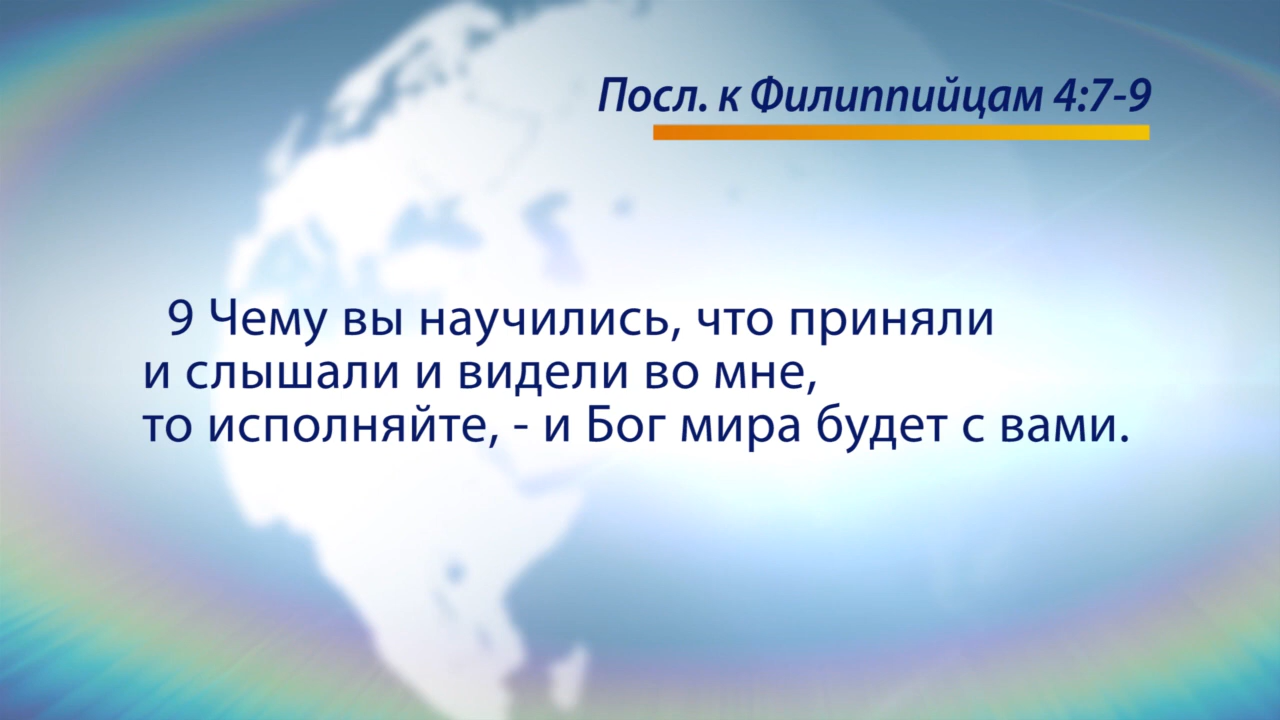 Посл. к Филиппийцам 4:7-9
9 Чему вы научились, что приняли
и слышали и видели во мне,
то исполняйте, - и Бог мира будет с вами.